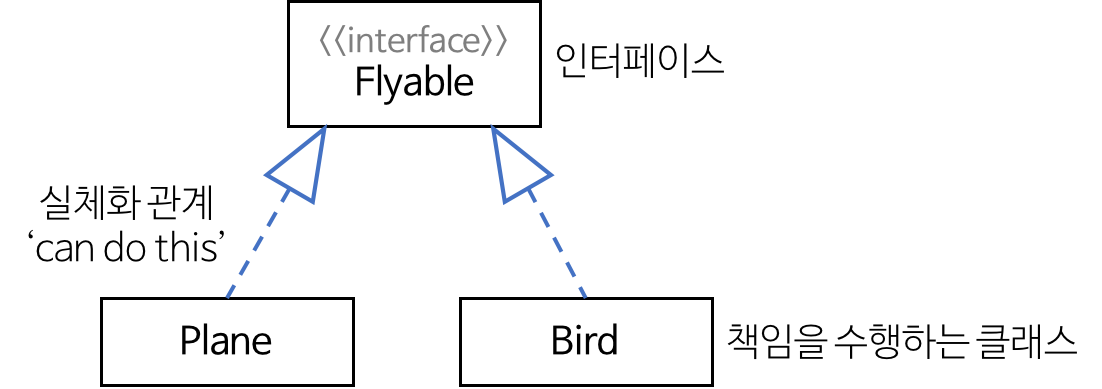 〈〈interface〉〉
Flyable
인터페이스
실체화 관계
‘can do this’
Plane
Bird
책임을 수행하는 클래스